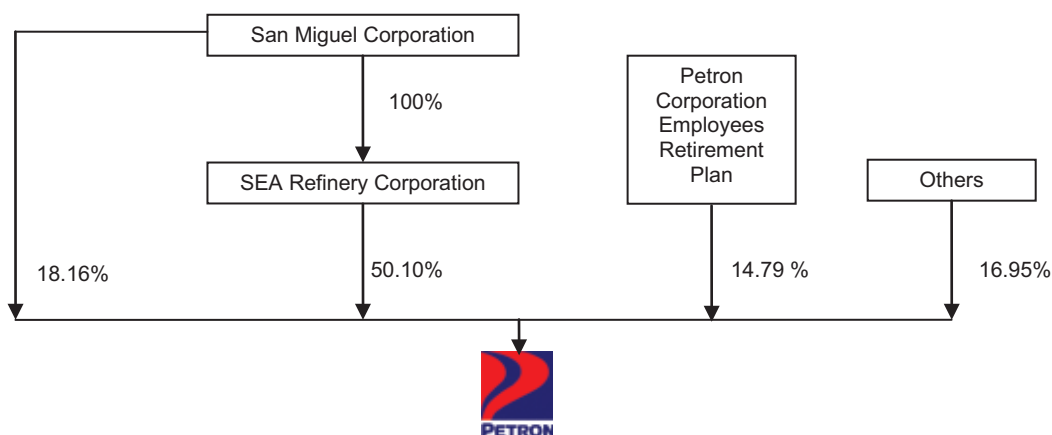 San Miguel Corporation
100%
SEA Refinery Corporation
Petron
Corporation
Employees
Retirement
Plan
Others
18.16%
50.10%
14.79 %
16.95%
PETRON